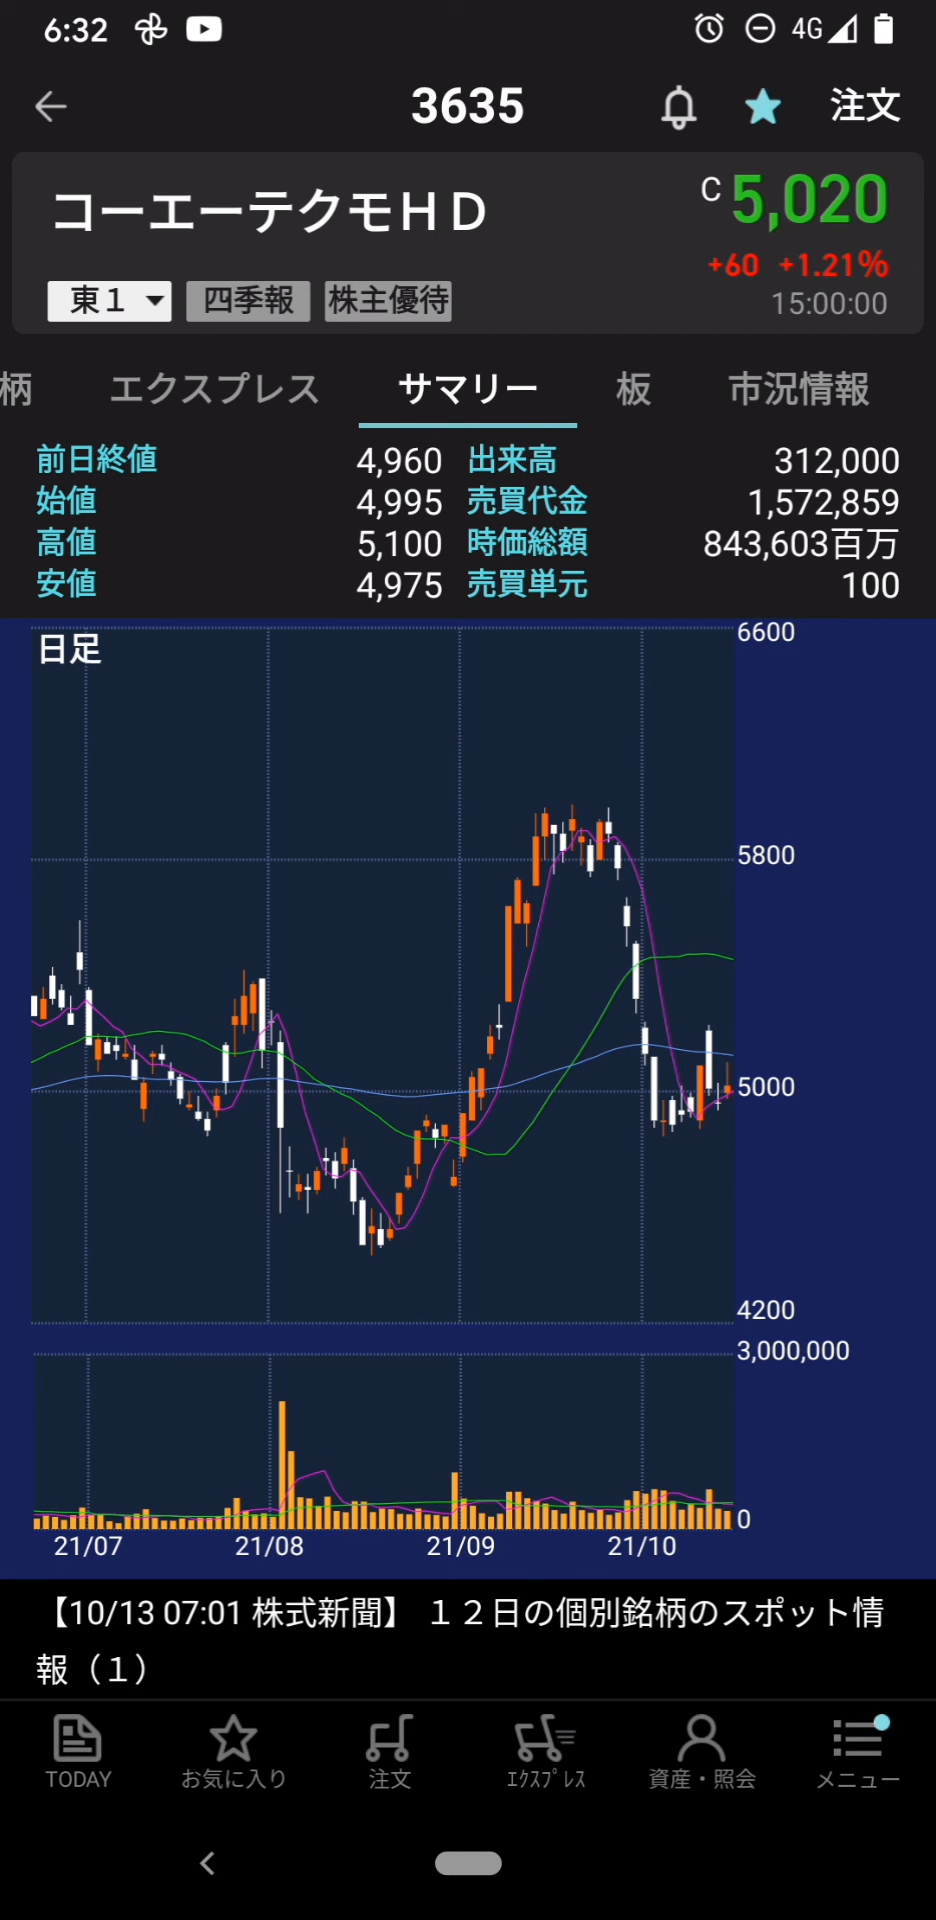 6:32 4G
3635 注文
コーエーテクモＨＤ C 5,020
+60 +1.21%
東１ 四季報 株主優待 15:00:00
柄 エクスプレス サマリー 板 市況情報
前日終値 4,960 出来高 312,000
始値 4,995 売買代金 1,572,859
高値 5,100 時価総額 843,603百万
安値 4,975 売買単元 100
日足
6600
5800
5000
4200
3,000,000
0
21/07 21/08 21/09 21/10
【10/13 07:01 株式新聞】 １２日の個別銘柄のスポット情
報（１）
TODAY お気に入り 注文 ｴｸｽﾌﾟﾚｽ 資産・照会 メニュー